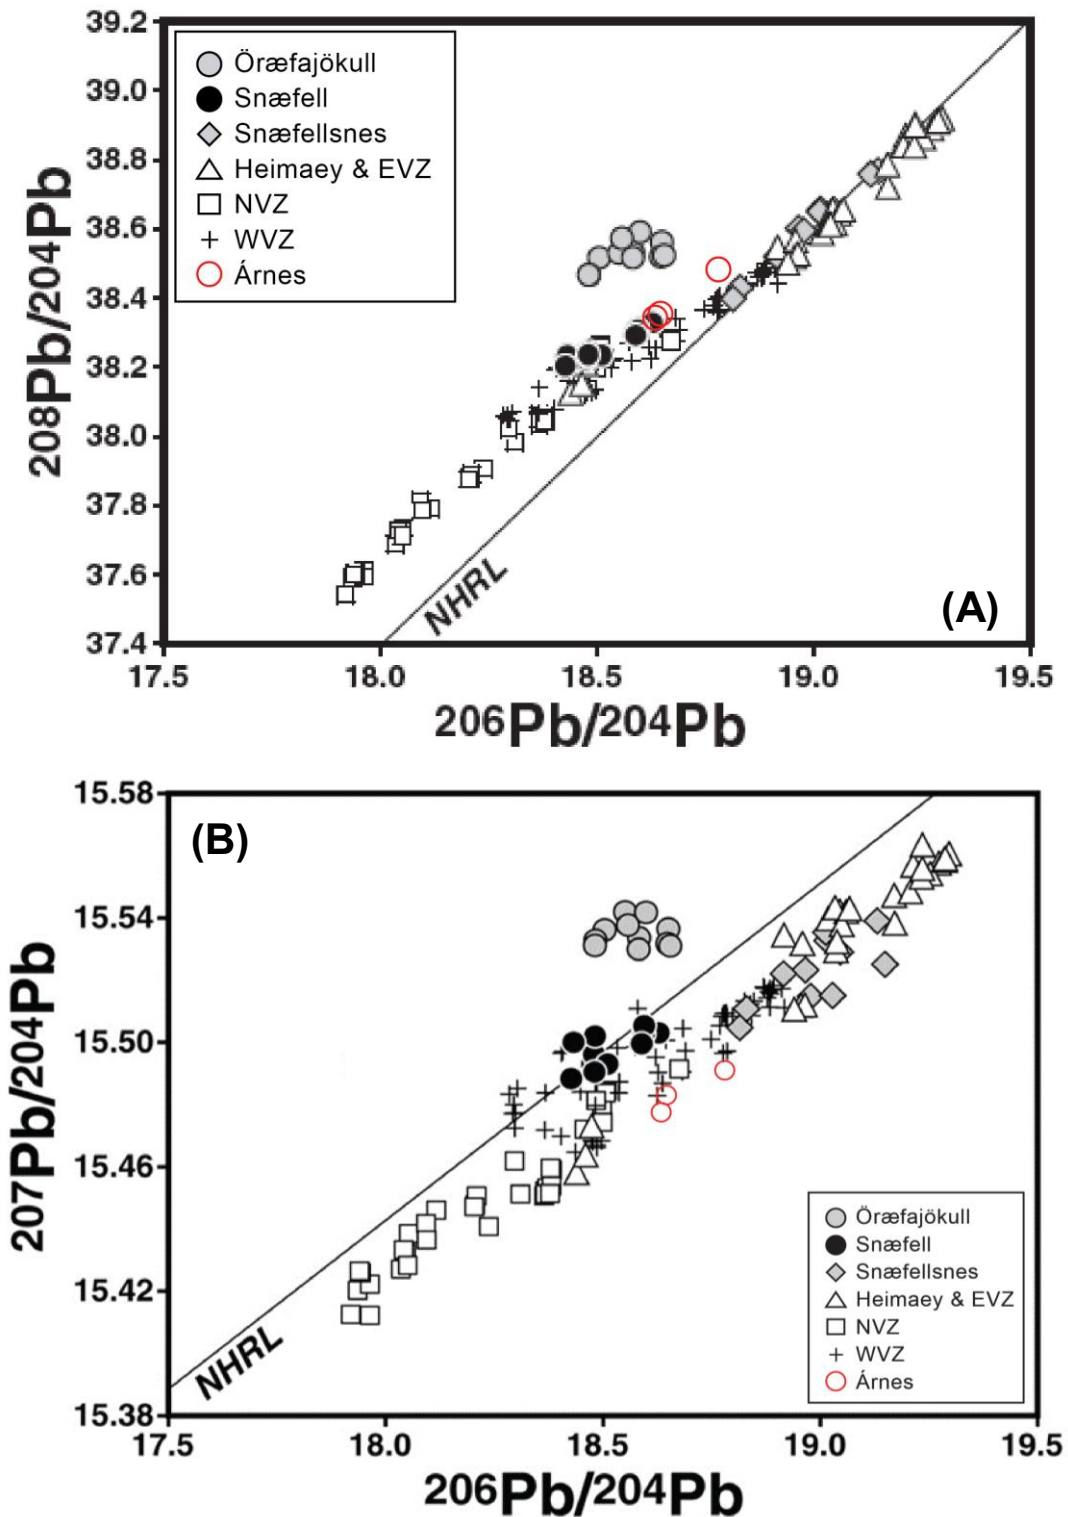 39.2
39.0
38.8
38.6
38.4
38.2
38.0
37.8
37.6
37.4
208Pb/204Pb
Öræfajökull
Snæfell
Snæfellsnes
Heimaey & EVZ
NVZ
WVZ
Árnes
NHRL
(A)
17.5 18.0 18.5 19.0 19.5
206Pb/204Pb
15.58
15.54
15.50
15.46
15.42
15.38
207Pb/204Pb
(B)
NHRL
Öræfajökull
Snæfell
Snæfellsnes
Heimaey & EVZ
NVZ
WVZ
Árnes
17.5 18.0 18.5 19.0 19.5
206Pb/204Pb